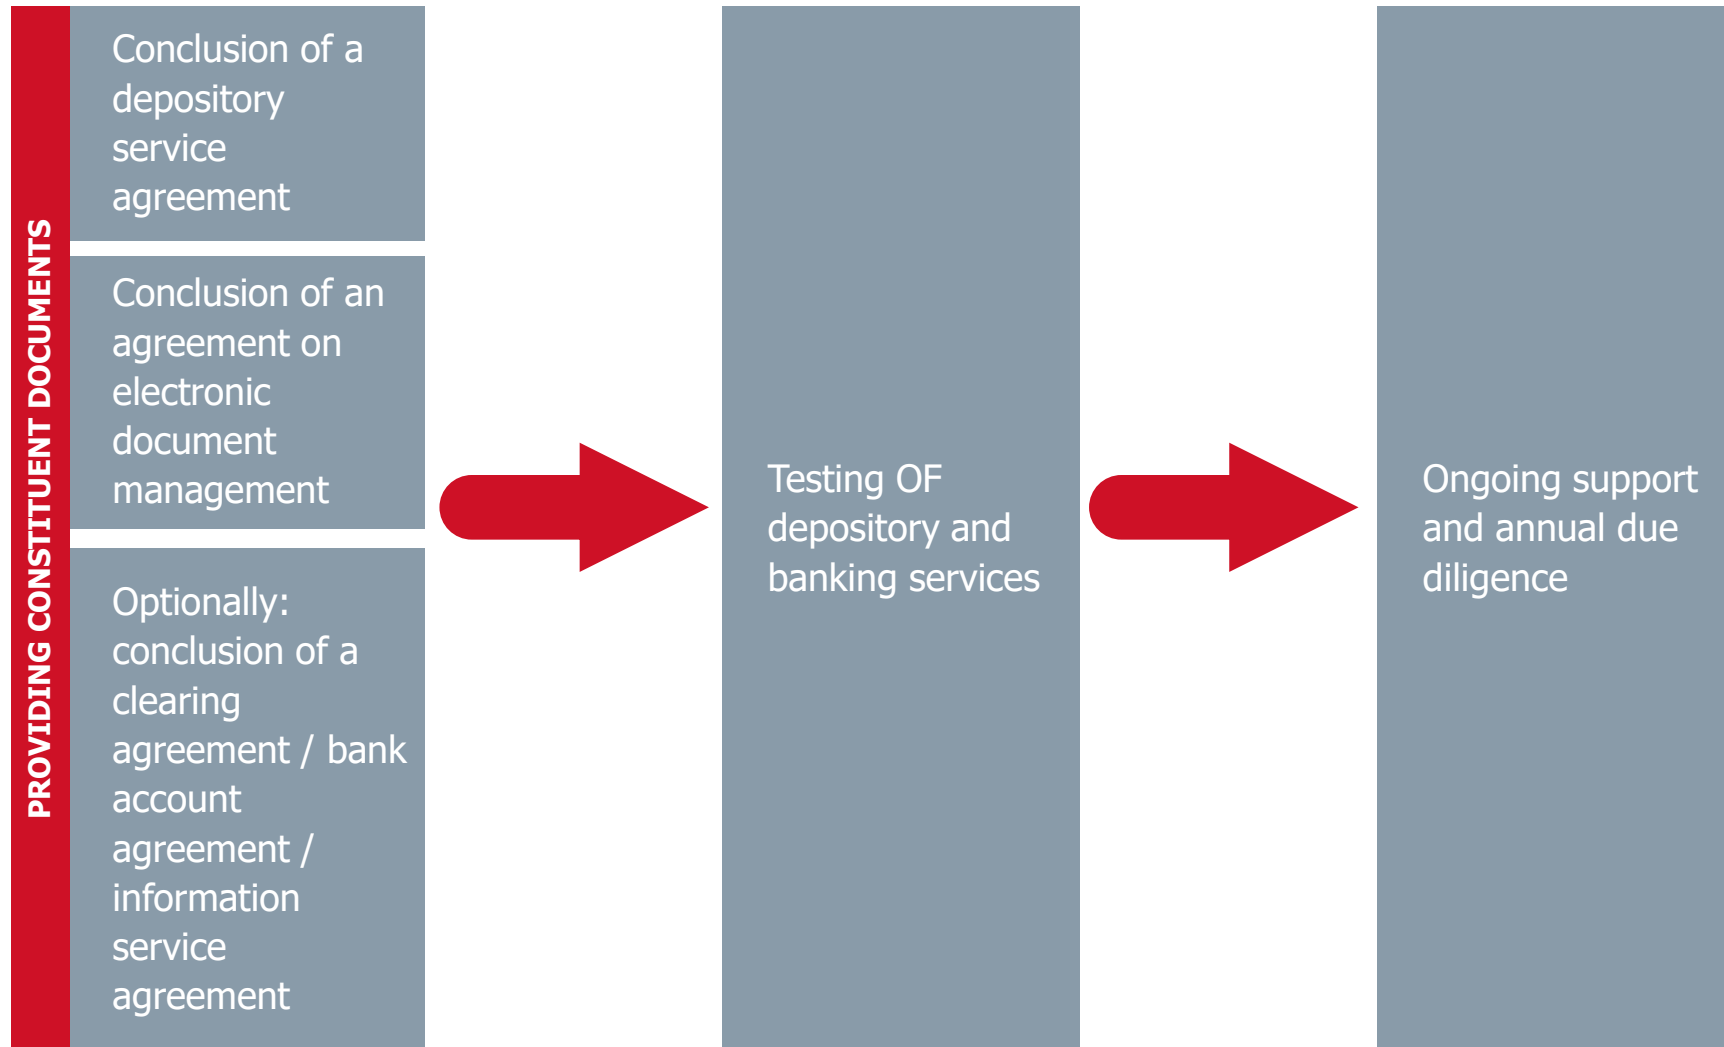 PROVIDING CONSTITUENT DOCUMENTS
Conclusion of a
depository
service
agreement
Conclusion of an
agreement on
electronic
document
management
Optionally:
conclusion of a
clearing
agreement / bank
account
agreement /
information
service
agreement
Testing OF
depository and
banking services
Ongoing support
and annual due
diligence